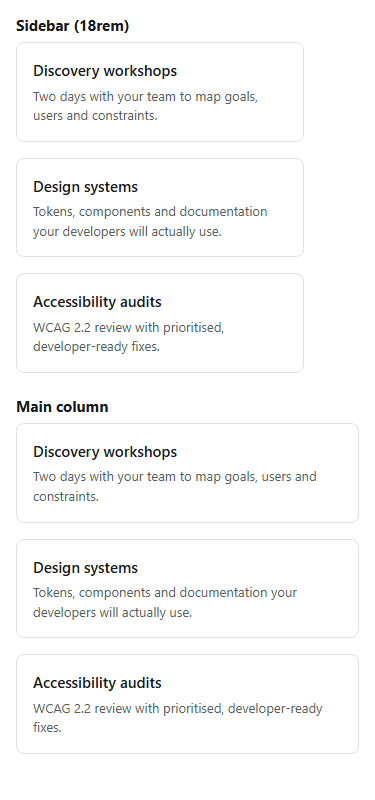 Sidebar (18rem)
Discovery workshops
Two days with your team to map goals,
users and constraints.
Design systems
Tokens, components and documentation
your developers will actually use.
Accessibility audits
WCAG 2.2 review with prioritised,
developer-ready fixes.
Main column
Discovery workshops
Two days with your team to map goals, users and
constraints.
Design systems
Tokens, components and documentation your
developers will actually use.
Accessibility audits
WCAG 2.2 review with prioritised, developer-ready
fixes.